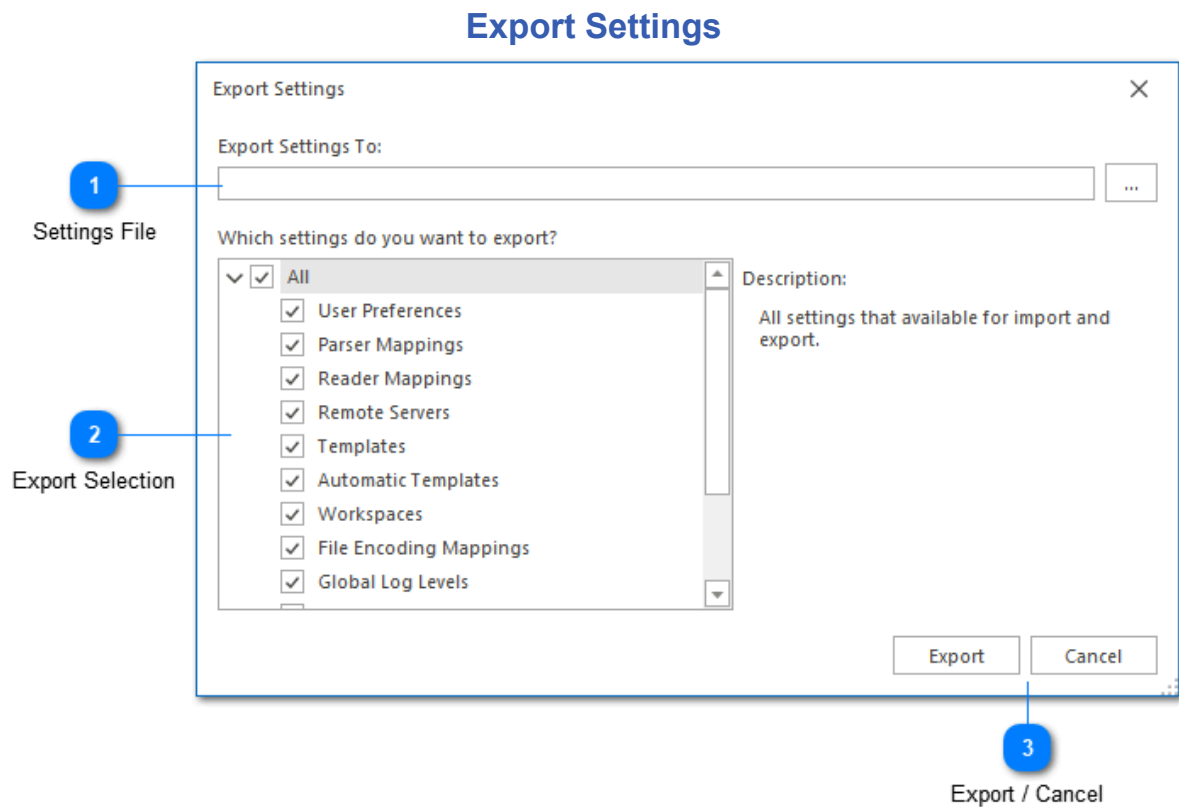 Export Settings
Export Settings
Export Settings To:
1
...
Settings File
Which settings do you want to export?
All
Description:
User Preferences
All settings that available for import and
export.
Parser Mappings
Reader Mappings
Remote Servers
2
Templates
Export Selection
Automatic Templates
Workspaces
File Encoding Mappings
Global Log Levels
Export
Cancel
3
Export / Cancel